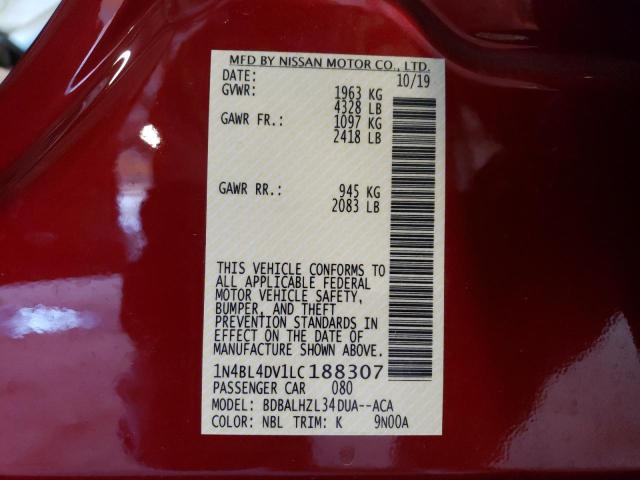 MFD BY NISSAN MOTOR CO., LTD.
DATE: 10/19
GVWR: 1963 KG
4328 LB
GAWR FR.: 1097 KG
2418 LB
GAWR RR.: 945 KG
2083 LB
THIS VEHICLE CONFORMS TO
ALL APPLICABLE FEDERAL
MOTOR VEHICLE SAFETY,
BUMPER, AND THEFT
PREVENTION STANDARDS IN
EFFECT ON THE DATE OF
MANUFACTURE SHOWN ABOVE.
1N4BL4DV1LC188307
PASSENGER CAR 080
MODEL: BDBALHZL34DUA--ACA
COLOR: NBL TRIM: K 9N00A